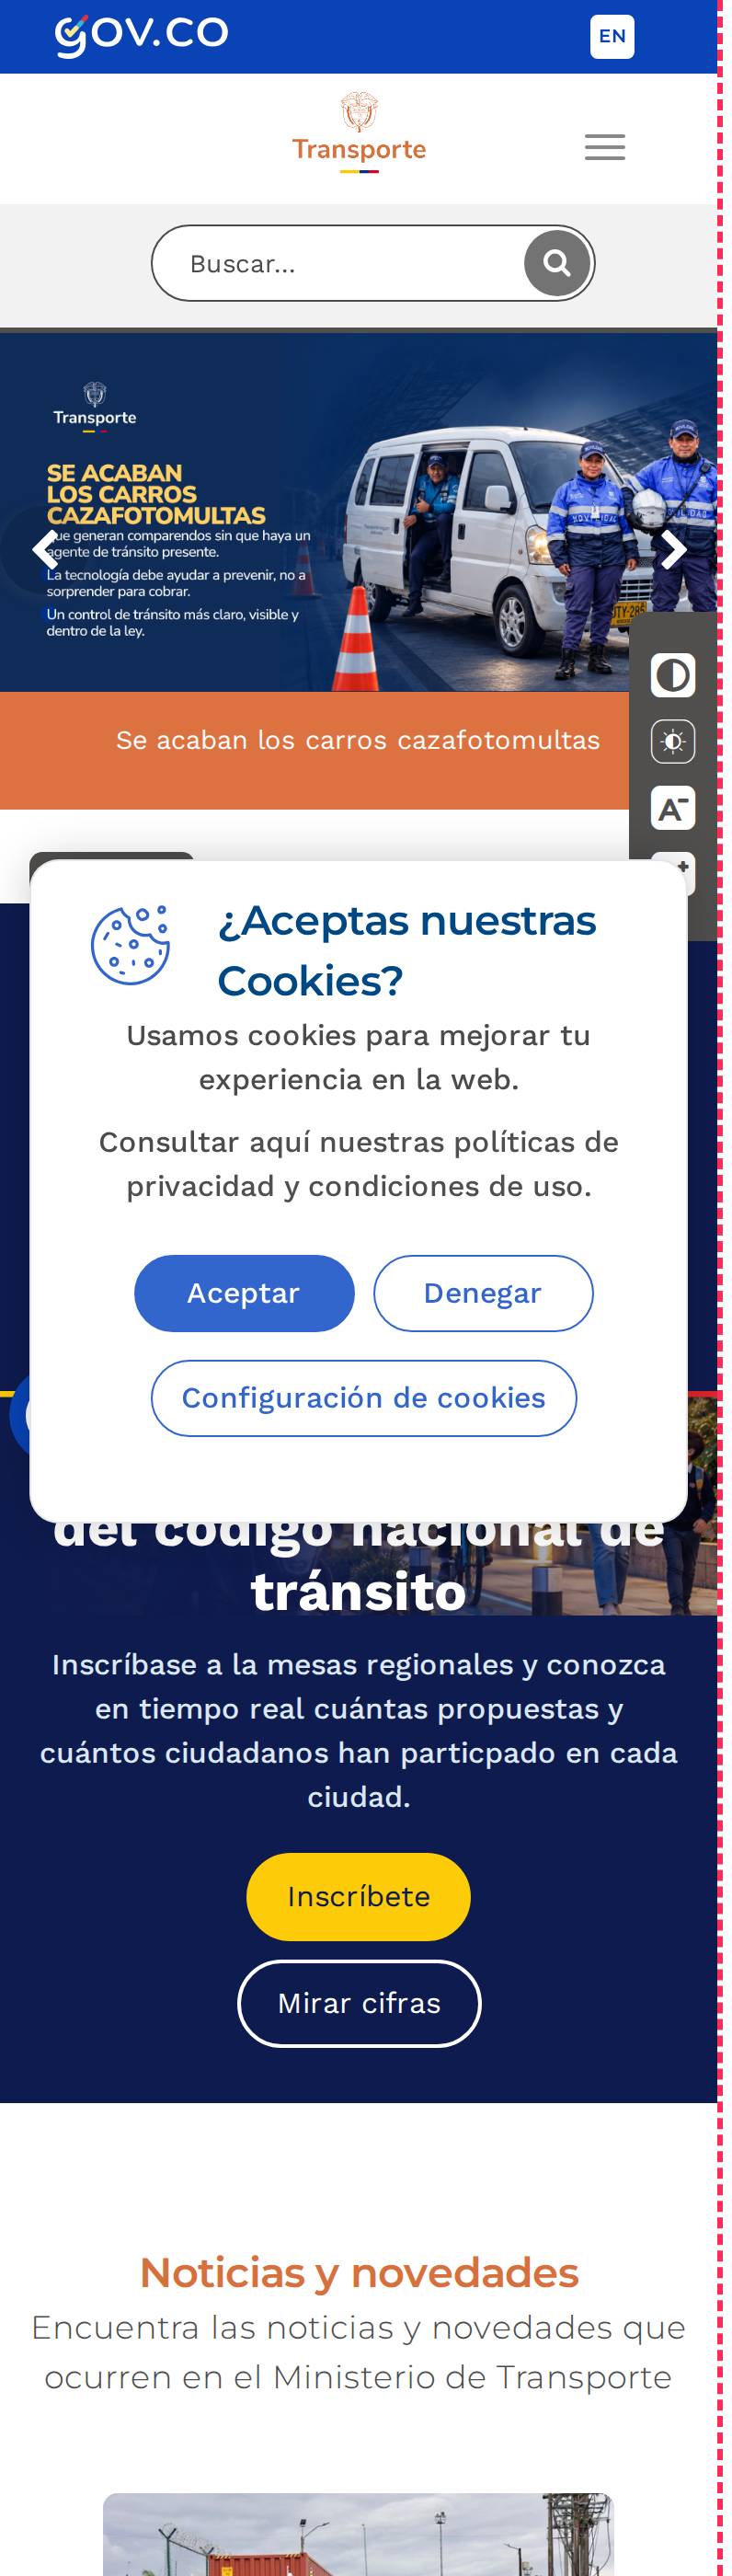 GOV.CO
EN
Transporte
Buscar...
Transporte
SE ACABAN
LOS CARROS
CAZAFOTOMULTAS
que generan comparendos sin que haya un
agente de tránsito presente.
La tecnología debe ayudar a prevenir, no a
sorprender para cobrar.
Un control de tránsito más claro, visible y
dentro de la ley.
MOVILIDAD
A-
Se acaban los carros cazafotomultas
¿Aceptas nuestras
Cookies?
Usamos cookies para mejorar tu
experiencia en la web.
Consultar aquí nuestras políticas de
privacidad y condiciones de uso.
Aceptar
Denegar
Configuración de cookies
del código nacional de
tránsito
Inscríbase a la mesas regionales y conozca
en tiempo real cuántas propuestas y
cuántos ciudadanos han particpado en cada
ciudad.
Inscríbete
Mirar cifras
Noticias y novedades
Encuentra las noticias y novedades que
ocurren en el Ministerio de Transporte